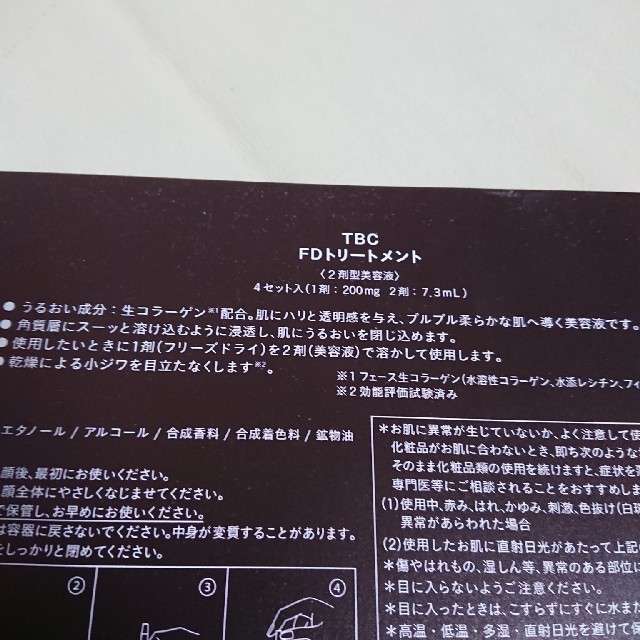 TBC
FDトリートメント
〈2剤型美容液〉
4セット入(1剤：200mg 2剤：7.3mL)
● うるおい成分：生コラーゲン※1配合。肌にハリと透明感を与え、プルプル柔らかな肌へ導く美容液です。
● 角質層にスーッと溶け込むように浸透し、肌にうるおいを閉じ込めます。
● 使用したいときに1剤(フリーズドライ)を2剤(美容液)で溶かして使用します。
● 乾燥による小ジワを目立たなくします※2。
※1 フェース生コラーゲン(水溶性コラーゲン、水添レシチン、フィ
※2 効能評価試験済み
エタノール / アルコール / 合成香料 / 合成着色料 / 鉱物油
顔後、最初にお使いください。
顔全体にやさしくなじませてください。
で保管し、お早めにお使いください。
は容器に戻さないでください。中身が変質することがあります。
をしっかりと閉めてください。
②
③
④
＊お肌に異常が生じていないか、よく注意して使
化粧品がお肌に合わないとき、即ち次のような
そのまま化粧品類の使用を続けますと、症状を
専門医等にご相談されることをおすすめしま
(1)使用中、赤み、はれ、かゆみ、刺激、色抜け(白斑
異常があらわれた場合
(2)使用したお肌に直射日光があたって上記
＊傷やはれもの、湿しん等、異常のある部位に
＊目に入らないようご注意ください。
＊目に入ったときは、こすらずにすぐに水また
＊高温・低温・多湿・直射日光を避けて保